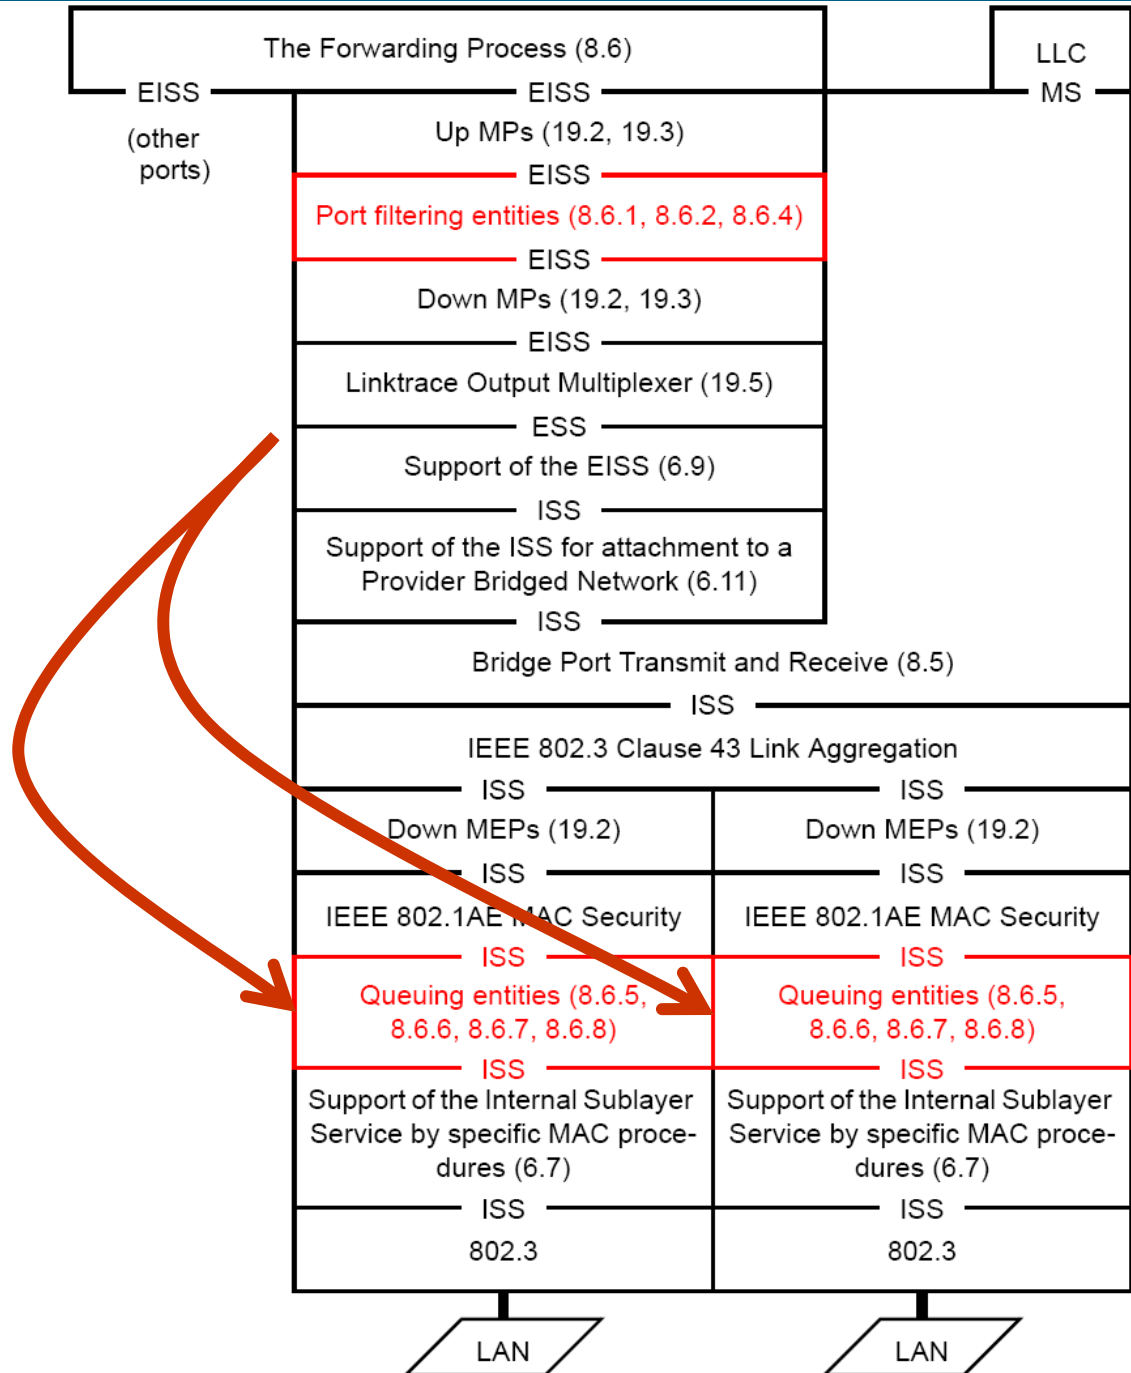 The Forwarding Process (8.6)
LLC
EISS
EISS
MS
(other
ports)
Up MPs (19.2, 19.3)
EISS
Port filtering entities (8.6.1, 8.6.2, 8.6.4)
EISS
Down MPs (19.2, 19.3)
EISS
Linktrace Output Multiplexer (19.5)
ESS
Support of the EISS (6.9)
ISS
Support of the ISS for attachment to a
Provider Bridged Network (6.11)
ISS
Bridge Port Transmit and Receive (8.5)
ISS
IEEE 802.3 Clause 43 Link Aggregation
ISS
ISS
Down MEPs (19.2)
Down MEPs (19.2)
ISS
ISS
IEEE 802.1AE MAC Security
IEEE 802.1AE MAC Security
ISS
ISS
Queuing entities (8.6.5,
8.6.6, 8.6.7, 8.6.8)
Queuing entities (8.6.5,
8.6.6, 8.6.7, 8.6.8)
ISS
ISS
Support of the Internal Sublayer
Service by specific MAC proce-
dures (6.7)
Support of the Internal Sublayer
Service by specific MAC proce-
dures (6.7)
ISS
ISS
802.3
802.3
LAN
LAN